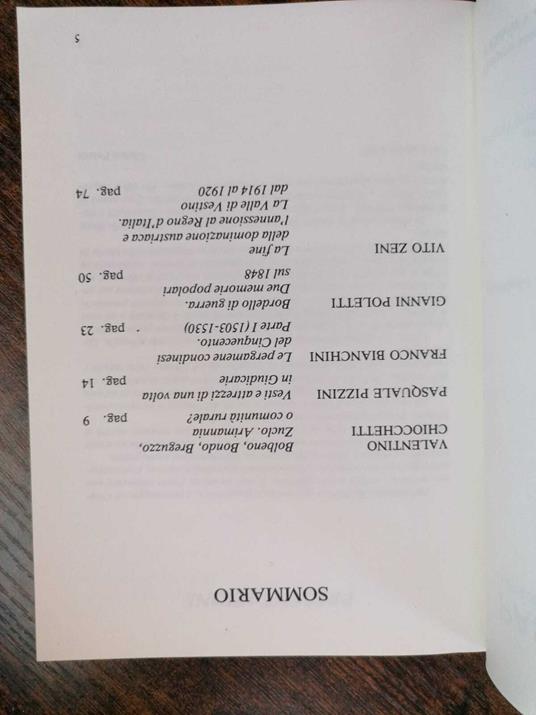 SOMMARIO
VALENTINO
CHIOCCHETTI
Bolbeno, Bondo, Breguzzo,
Zuclo. Arimannia
o comunità rurale? pag. 9
PASQUALE PIZZINI Vesti e attrezzi di una volta
in Giudicarie pag. 14
FRANCO BIANCHINI Le pergamene condinesi
del Cinquecento.
Parte I (1503-1530) pag. 23
GIANNI POLETTI Bordello di guerra.
Due memorie popolari
sul 1848 pag. 50
VITO ZENI La fine
della dominazione austriaca e
l'annessione al Regno d'Italia.
La Valle di Vestino
dal 1914 al 1920 pag. 74
5